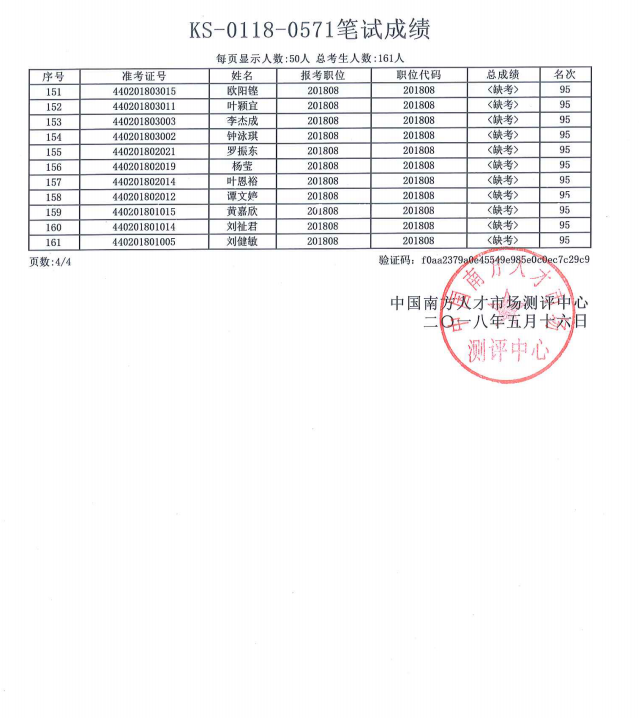 KS-0118-0571笔试成绩
每页显示人数:50人 总考生人数:161人
序号 准考证号 姓名 报考职位 职位代码 总成绩 名次
151 440201803015 欧阳铿 201808 201808 <缺考> 95
152 440201803011 叶颖宜 201808 201808 <缺考> 95
153 440201803003 李杰成 201808 201808 <缺考> 95
154 440201803002 钟泳琪 201808 201808 <缺考> 95
155 440201802021 罗振东 201808 201808 <缺考> 95
156 440201802019 杨莹 201808 201808 <缺考> 95
157 440201802014 叶恩裕 201808 201808 <缺考> 95
158 440201802012 谭文婷 201808 201808 <缺考> 95
159 440201801015 黄嘉欣 201808 201808 <缺考> 95
160 440201801014 刘祉君 201808 201808 <缺考> 95
161 440201801005 刘健敏 201808 201808 <缺考> 95
页数:4/4 验证码: f0aa2379a0645549e985e0c0ec7c29c9
中国南方人才市场测评中心
二〇一八年五月十六日
中国南方人才市场
测评中心